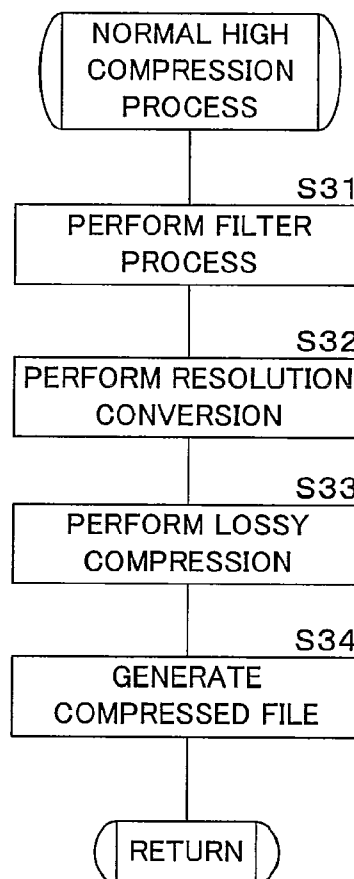 NORMAL HIGH
COMPRESSION
PROCESS
S31
PERFORM FILTER
PROCESS
S32
PERFORM RESOLUTION
CONVERSION
S33
PERFORM LOSSY
COMPRESSION
S34
GENERATE
COMPRESSED FILE
RETURN